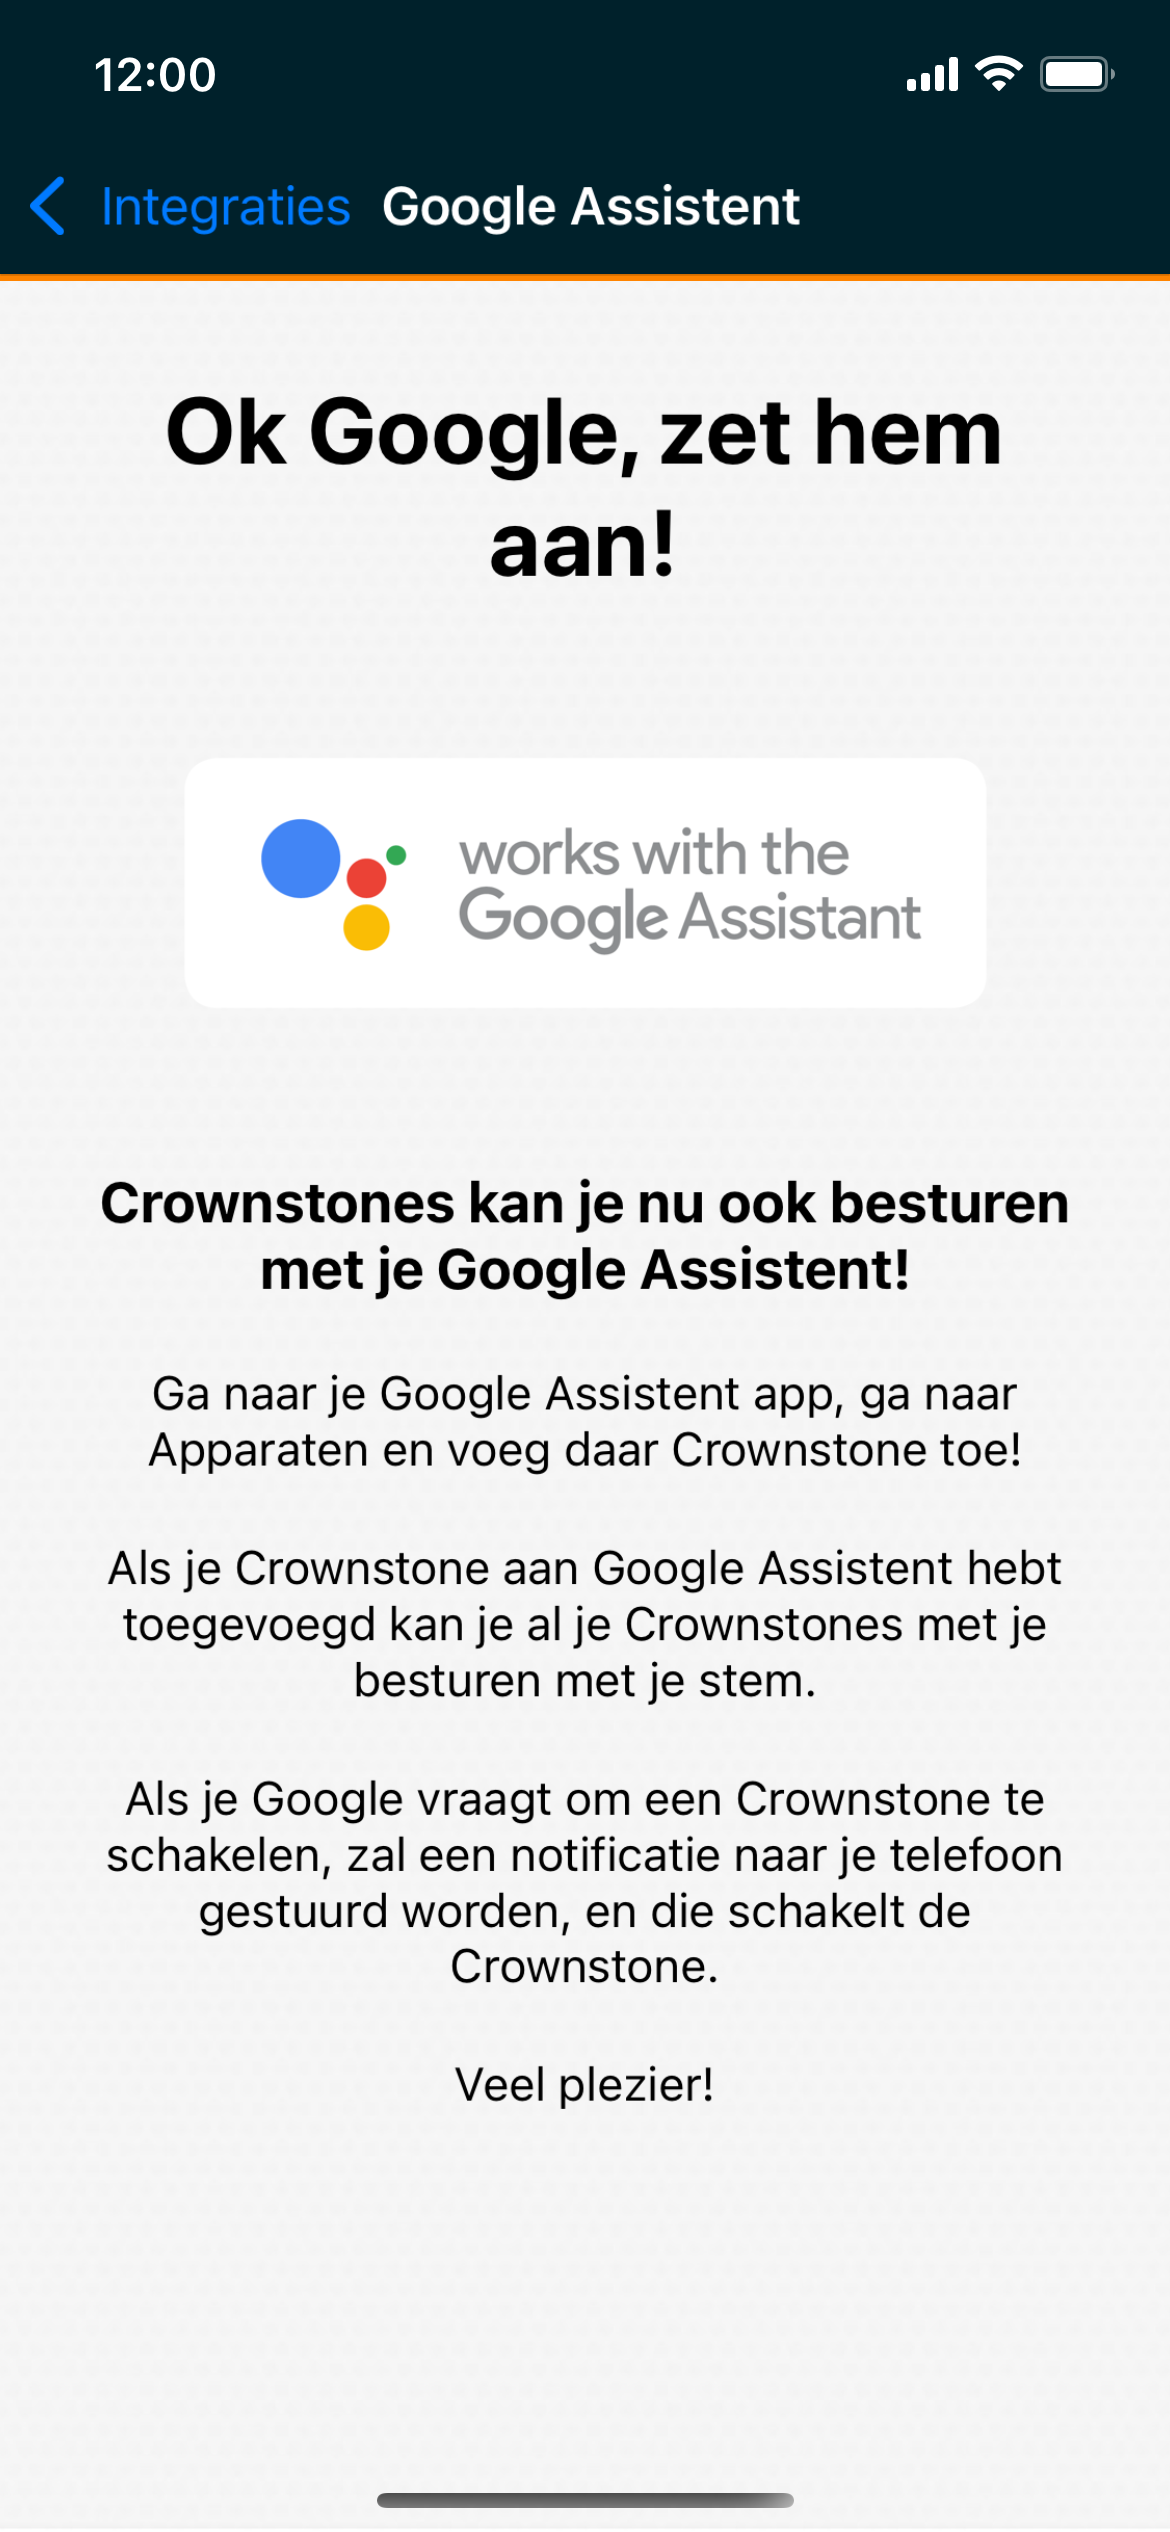 12:00
Integraties Google Assistent
Ok Google, zet hem
aan!
works with the
Google Assistant
Crownstones kan je nu ook besturen
met je Google Assistent!
Ga naar je Google Assistent app, ga naar
Apparaten en voeg daar Crownstone toe!
Als je Crownstone aan Google Assistent hebt
toegevoegd kan je al je Crownstones met je
besturen met je stem.
Als je Google vraagt om een Crownstone te
schakelen, zal een notificatie naar je telefoon
gestuurd worden, en die schakelt de
Crownstone.
Veel plezier!